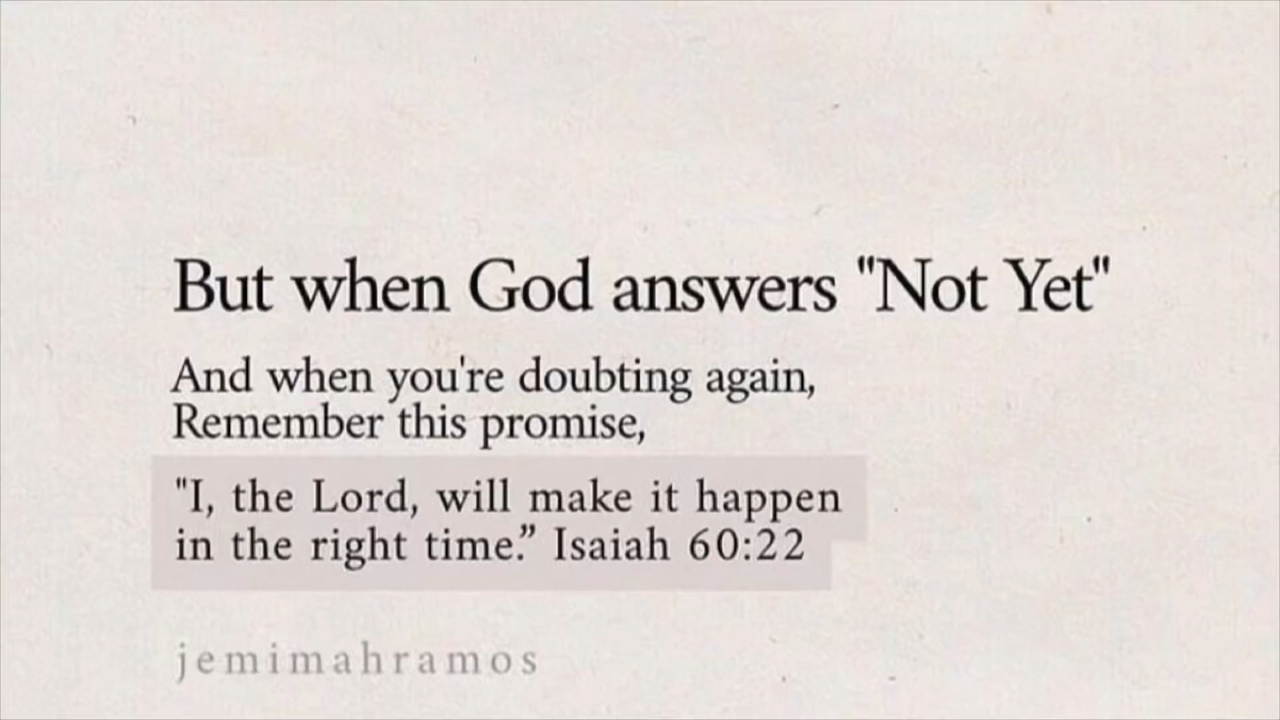 But when God answers "Not Yet"
And when you're doubting again,
Remember this promise,
"I, the Lord, will make it happen
in the right time.” Isaiah 60:22
jemimahramos